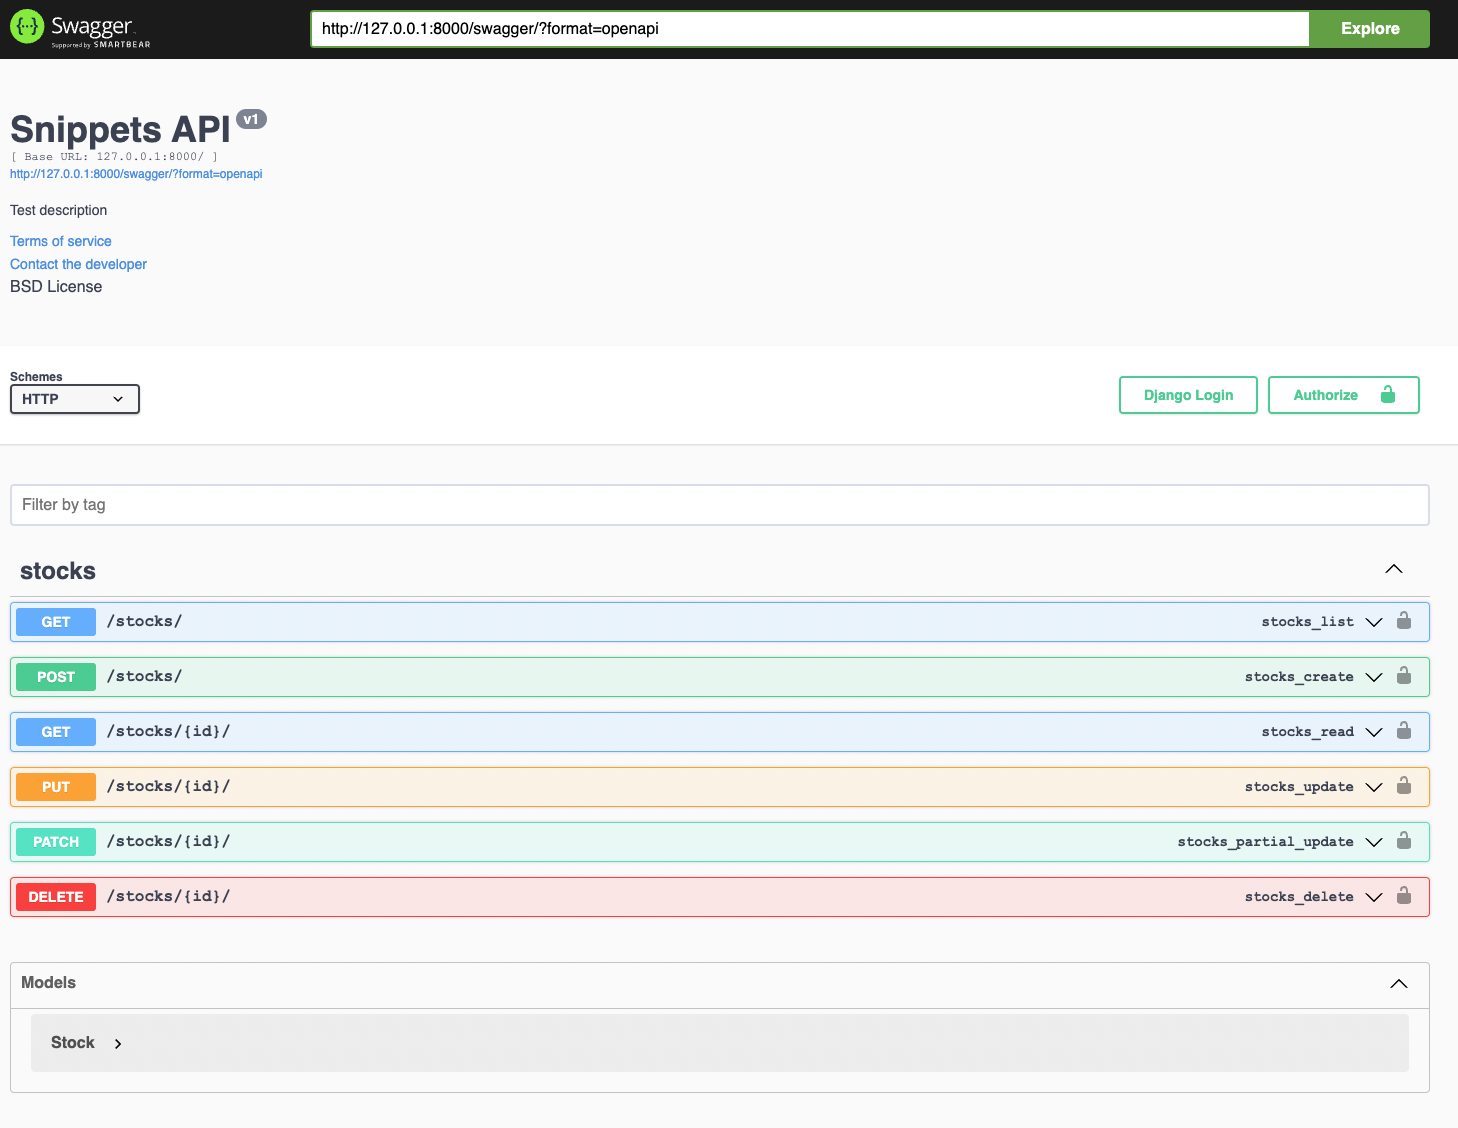 Swagger
Supported by SMARTBEAR
http://127.0.0.1:8000/swagger/?format=openapi
Explore
Snippets API v1
[ Base URL: 127.0.0.1:8000/ ]
http://127.0.0.1:8000/swagger/?format=openapi
Test description
Terms of service
Contact the developer
BSD License
Schemes
HTTP
Django Login
Authorize
Filter by tag
stocks
GET /stocks/ stocks_list
POST /stocks/ stocks_create
GET /stocks/{id}/ stocks_read
PUT /stocks/{id}/ stocks_update
PATCH /stocks/{id}/ stocks_partial_update
DELETE /stocks/{id}/ stocks_delete
Models
Stock